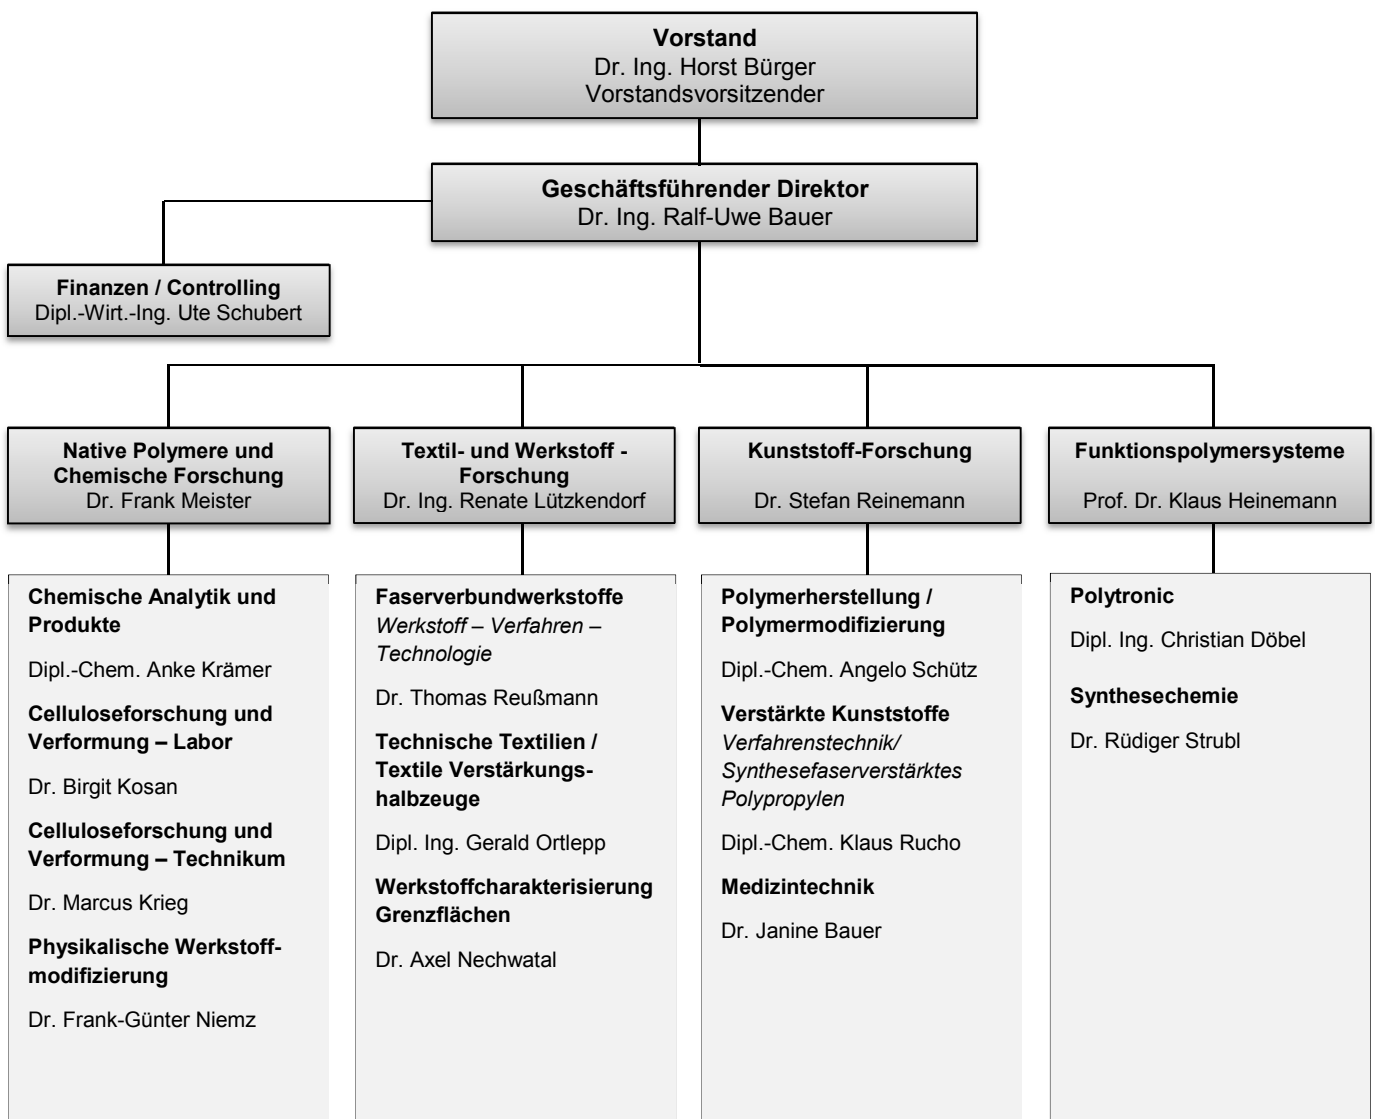 Vorstand
Dr. Ing. Horst Bürger
Vorstandsvorsitzender
Geschäftsführender Direktor
Dr. Ing. Ralf-Uwe Bauer
Finanzen / Controlling
Dipl.-Wirt.-Ing. Ute Schubert
Native Polymere und
Chemische Forschung
Dr. Frank Meister
Textil- und Werkstoff -
Forschung
Dr. Ing. Renate Lützkendorf
Kunststoff-Forschung
Dr. Stefan Reinemann
Funktionspolymersysteme
Prof. Dr. Klaus Heinemann
Chemische Analytik und
Produkte
Dipl.-Chem. Anke Krämer
Celluloseforschung und
Verformung – Labor
Dr. Birgit Kosan
Celluloseforschung und
Verformung – Technikum
Dr. Marcus Krieg
Physikalische Werkstoff-
modifizierung
Dr. Frank-Günter Niemz
Faserverbundwerkstoffe
Werkstoff – Verfahren –
Technologie
Dr. Thomas Reußmann
Technische Textilien /
Textile Verstärkungs-
halbzeuge
Dipl. Ing. Gerald Ortlepp
Werkstoffcharakterisierung
Grenzflächen
Dr. Axel Nechwatal
Polymerherstellung /
Polymermodifizierung
Dipl.-Chem. Angelo Schütz
Verstärkte Kunststoffe
Verfahrenstechnik/
Synthesefaserverstärktes
Polypropylen
Dipl.-Chem. Klaus Rucho
Medizintechnik
Dr. Janine Bauer
Polytronic
Dipl. Ing. Christian Döbel
Synthesechemie
Dr. Rüdiger Strubl